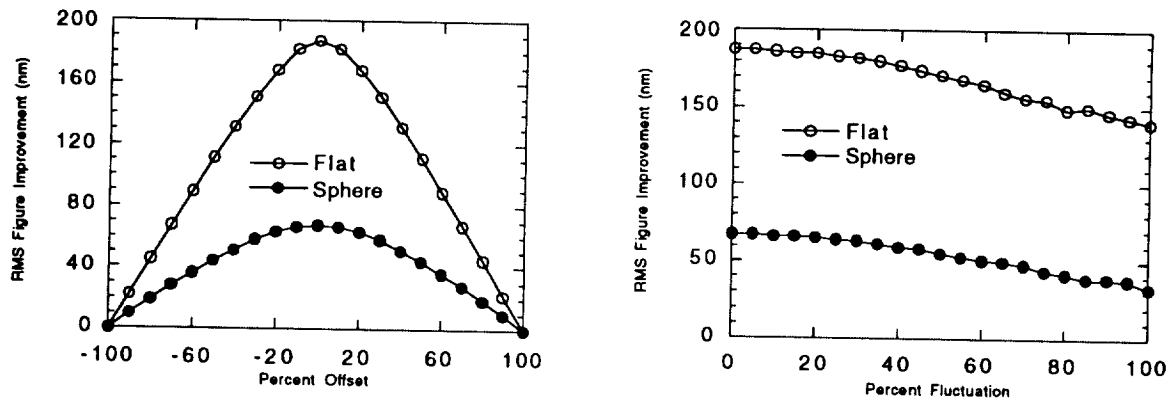 200
160
120
80
40
0
RMS Figure Improvement (nm)
Flat
Sphere
-100 -60 -20 20 60 100
Percent Offset
200
150
100
50
0
RMS Figure Improvement (nm)
Flat
Sphere
0 20 40 60 80 100
Percent Fluctuation